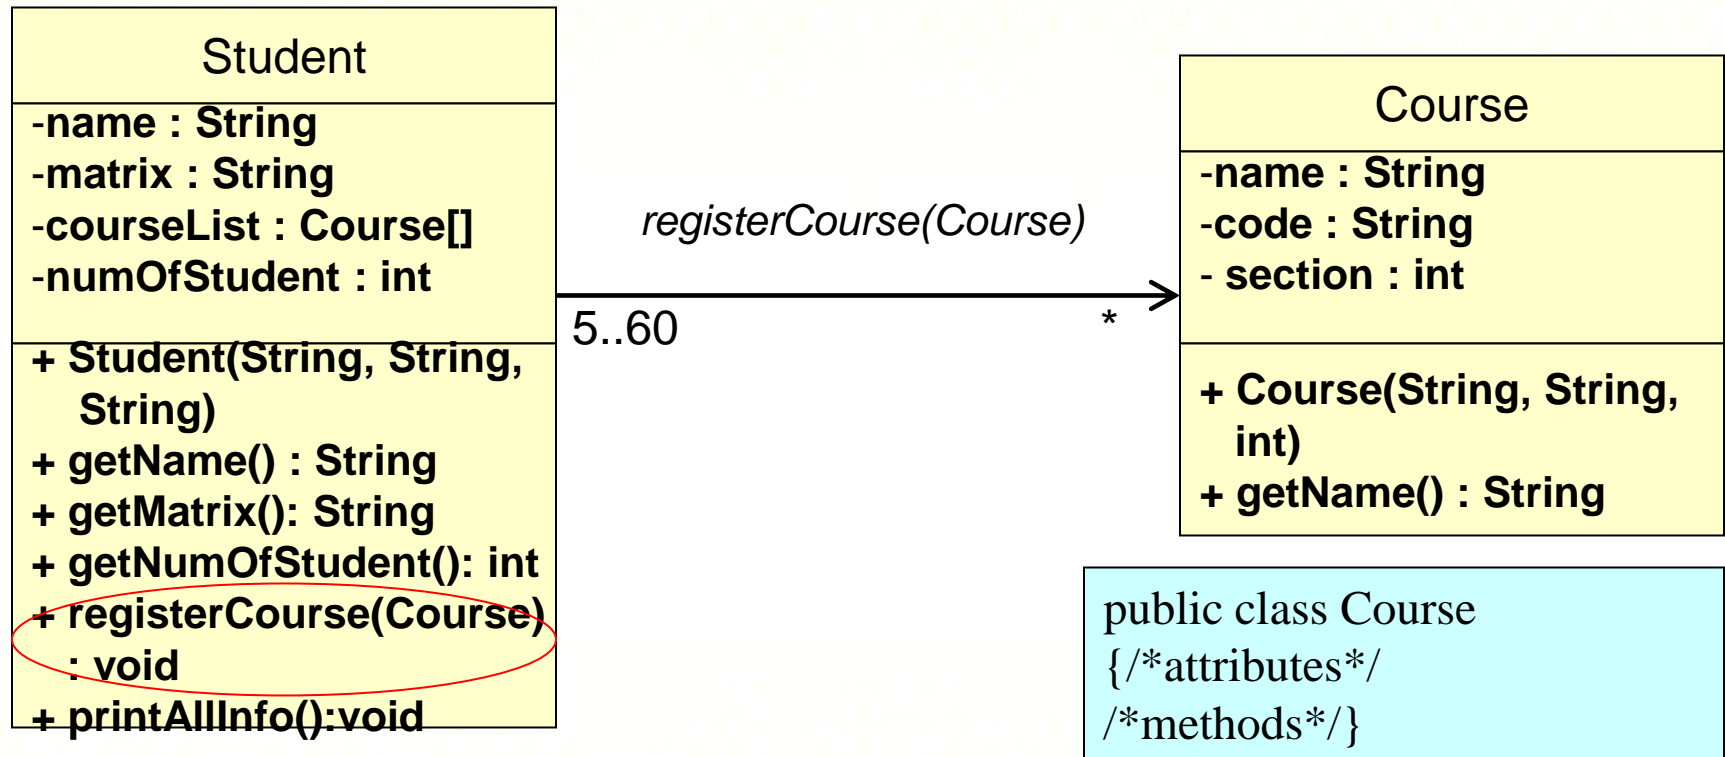 Student
-name : String
-matrix : String
-courseList : Course[]
-numOfStudent : int
+ Student(String, String,
String)
+ getName() : String
+ getMatrix(): String
+ getNumOfStudent(): int
+ registerCourse(Course)
: void
+ printAllInfo():void
registerCourse(Course)
5..60
*
Course
-name : String
-code : String
- section : int
+ Course(String, String,
int)
+ getName() : String
public class Course
{/*attributes*/
/*methods*/}